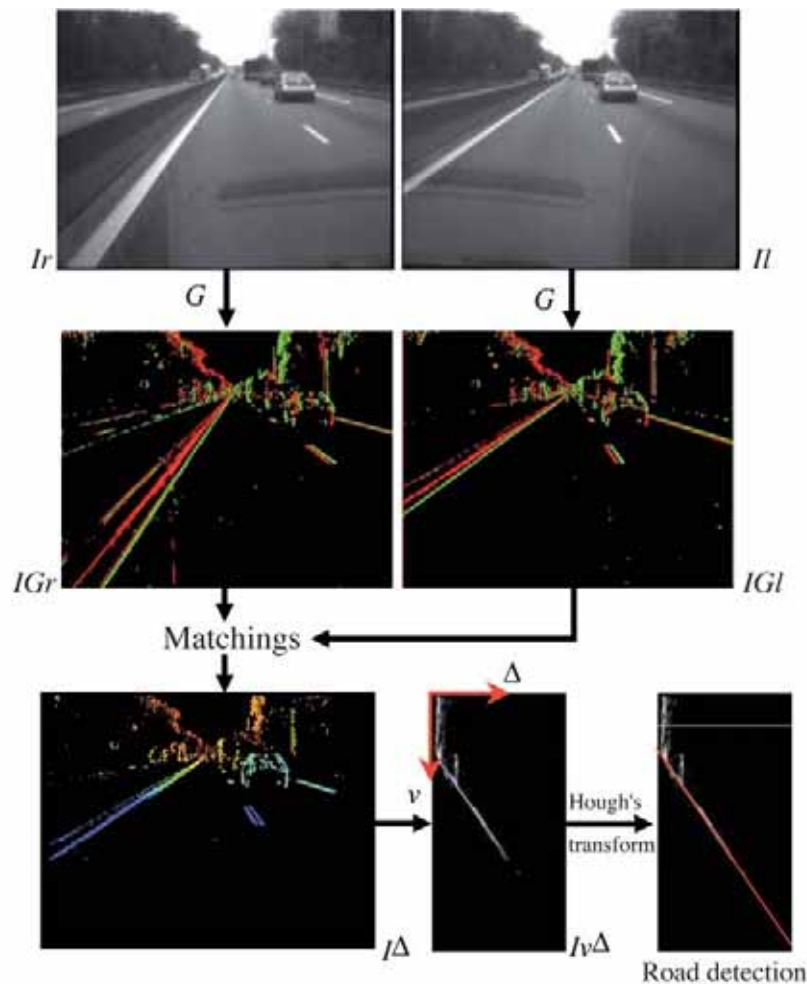 Ir
Il
G
G
IGr
IGl
Matchings
Δ
v
Hough's
transform
IΔ
IvΔ
Road detection